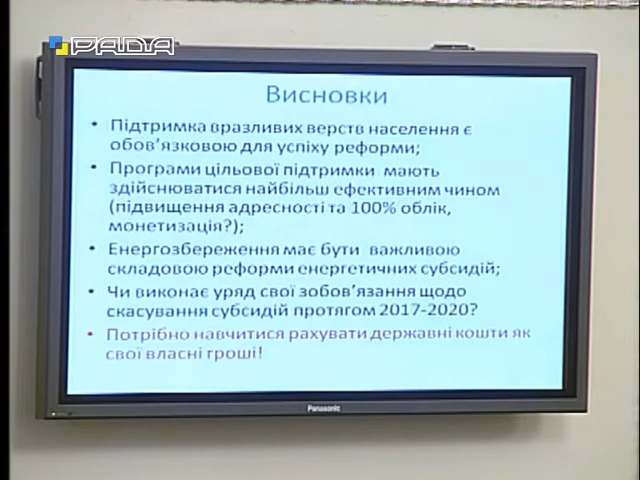 РАДА
Висновки
• Підтримка вразливих верств населення є
обов’язковою для успіху реформи;
• Програми цільової підтримки мають
здійснюватися найбільш ефективним чином
(підвищення адресності та 100% облік,
монетизація?);
• Енергозбереження має бути важливою
складовою реформи енергетичних субсидій;
• Чи виконає уряд свої зобов’язання щодо
скасування субсидій протягом 2017-2020?
• Потрібно навчитися рахувати державні кошти як
свої власні гроші!
Panasonic